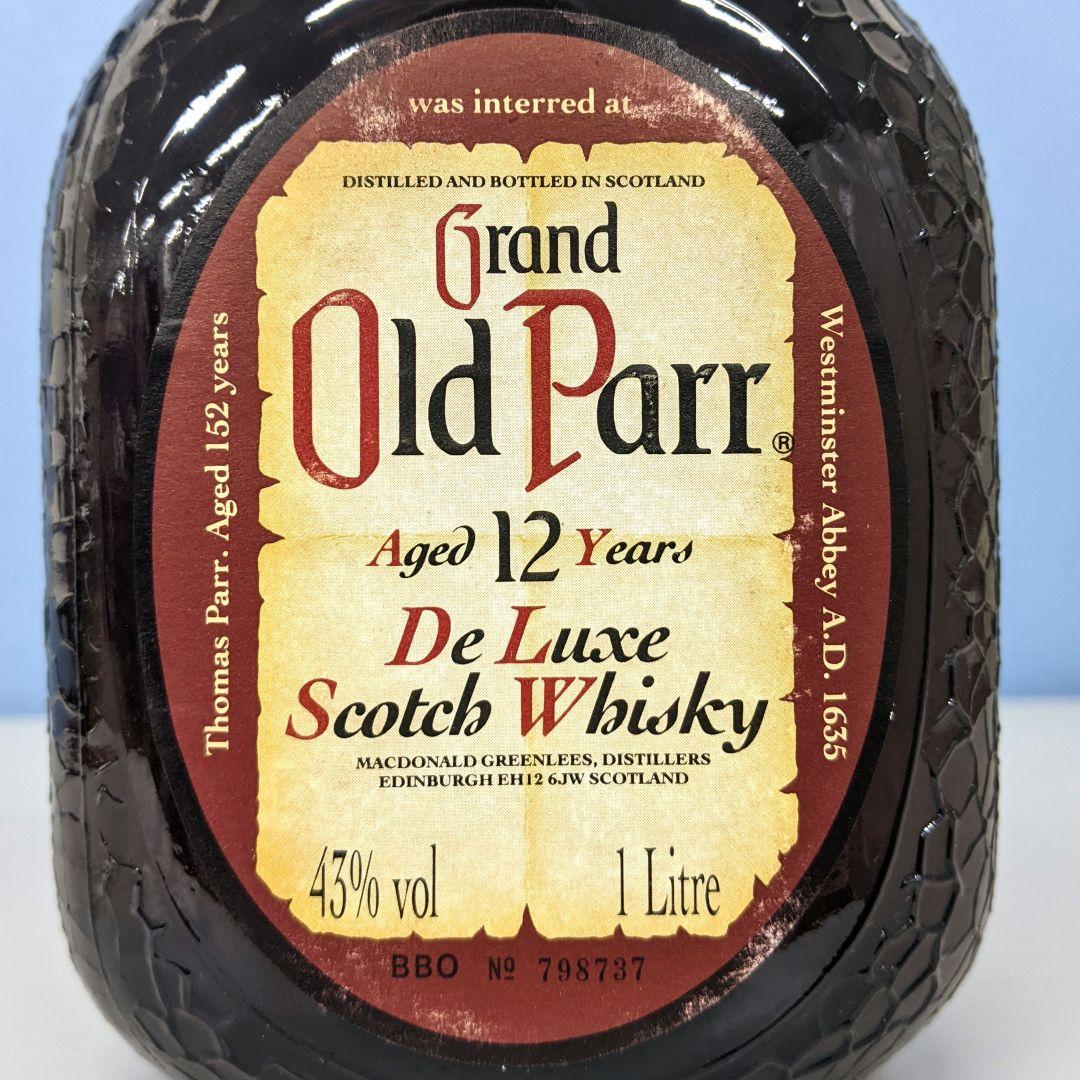 was interred at
DISTILLED AND BOTTLED IN SCOTLAND
Grand
Old Parr®
Aged 12 Years
De Luxe
Scotch Whisky
MACDONALD GREENLEES, DISTILLERS
EDINBURGH EH12 6JW SCOTLAND
43% vol
1 Litre
Thomas Parr. Aged 152 years
Westminster Abbey A.D. 1635
BBO Nº 798737